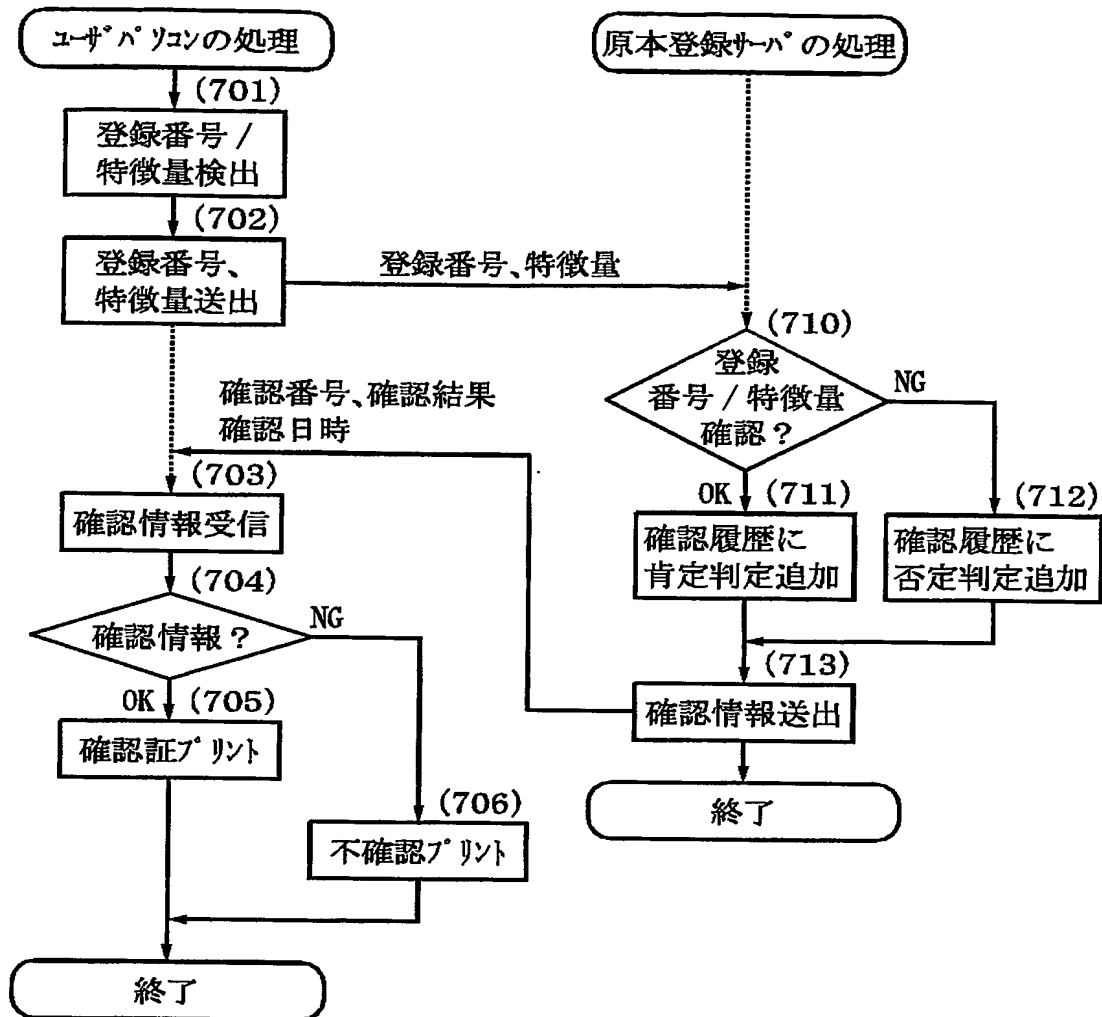 ユーザパソコンの処理
(701)
登録番号/
特徴量検出
(702)
登録番号、
特徴量送出
登録番号、特徴量
確認番号、確認結果
確認日時
(703)
確認情報受信
(704)
確認情報?
NG
OK
(705)
確認証プリント
(706)
不確認プリント
終了
原本登録サーバの処理
(710)
登録
番号/特徴量
確認?
NG
OK
(711)
確認履歴に
肯定判定追加
(712)
確認履歴に
否定判定追加
(713)
確認情報送出
終了